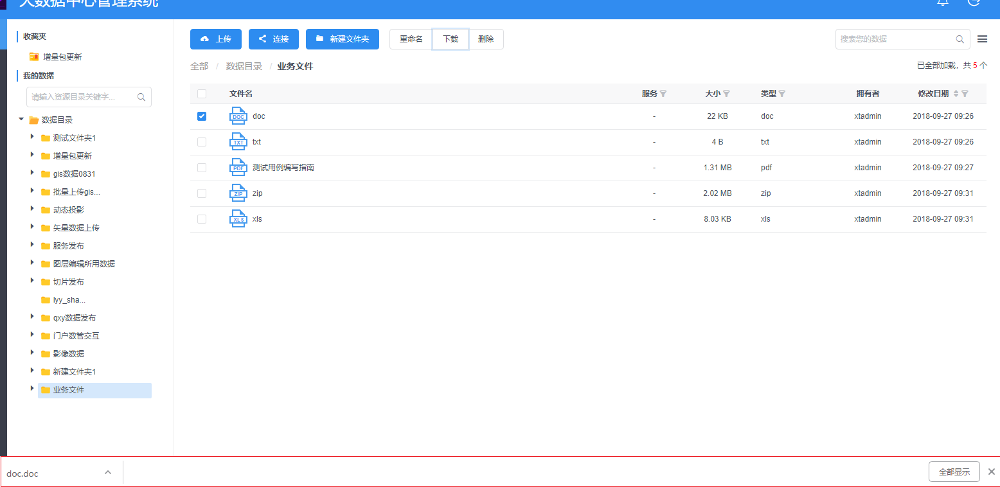 大数据中心管理系统
收藏夹
增量包更新
我的数据
请输入资源目录关键字...
数据目录
测试文件夹1
增量包更新
gis数据0831
批量上传gis...
动态投影
矢量数据上传
服务发布
图层编辑所用数据
切片发布
lyy_sha...
qxy数据发布
门户数管交互
影像数据
新建文件夹1
业务文件
上传 连接 新建文件夹 重命名 下载 删除 搜索您的数据
全部 / 数据目录 / 业务文件 已全部加载，共 5 个
文件名 服务 大小 类型 拥有者 修改日期
DOC doc - 22 KB doc xtadmin 2018-09-27 09:26
TXT txt - 4 B txt xtadmin 2018-09-27 09:26
PDF 测试用例编写指南 - 1.31 MB pdf xtadmin 2018-09-27 09:27
ZIP zip - 2.02 MB zip xtadmin 2018-09-27 09:31
XLS xls - 8.03 KB xls xtadmin 2018-09-27 09:31
doc.doc 全部显示